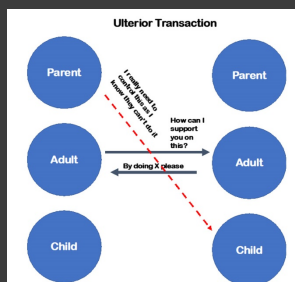 Ulterior Transaction
Parent
Parent
I really need to
control this as I
know they can't do it
How can I
support
you on
this?
Adult
Adult
By doing X please
Child
Child